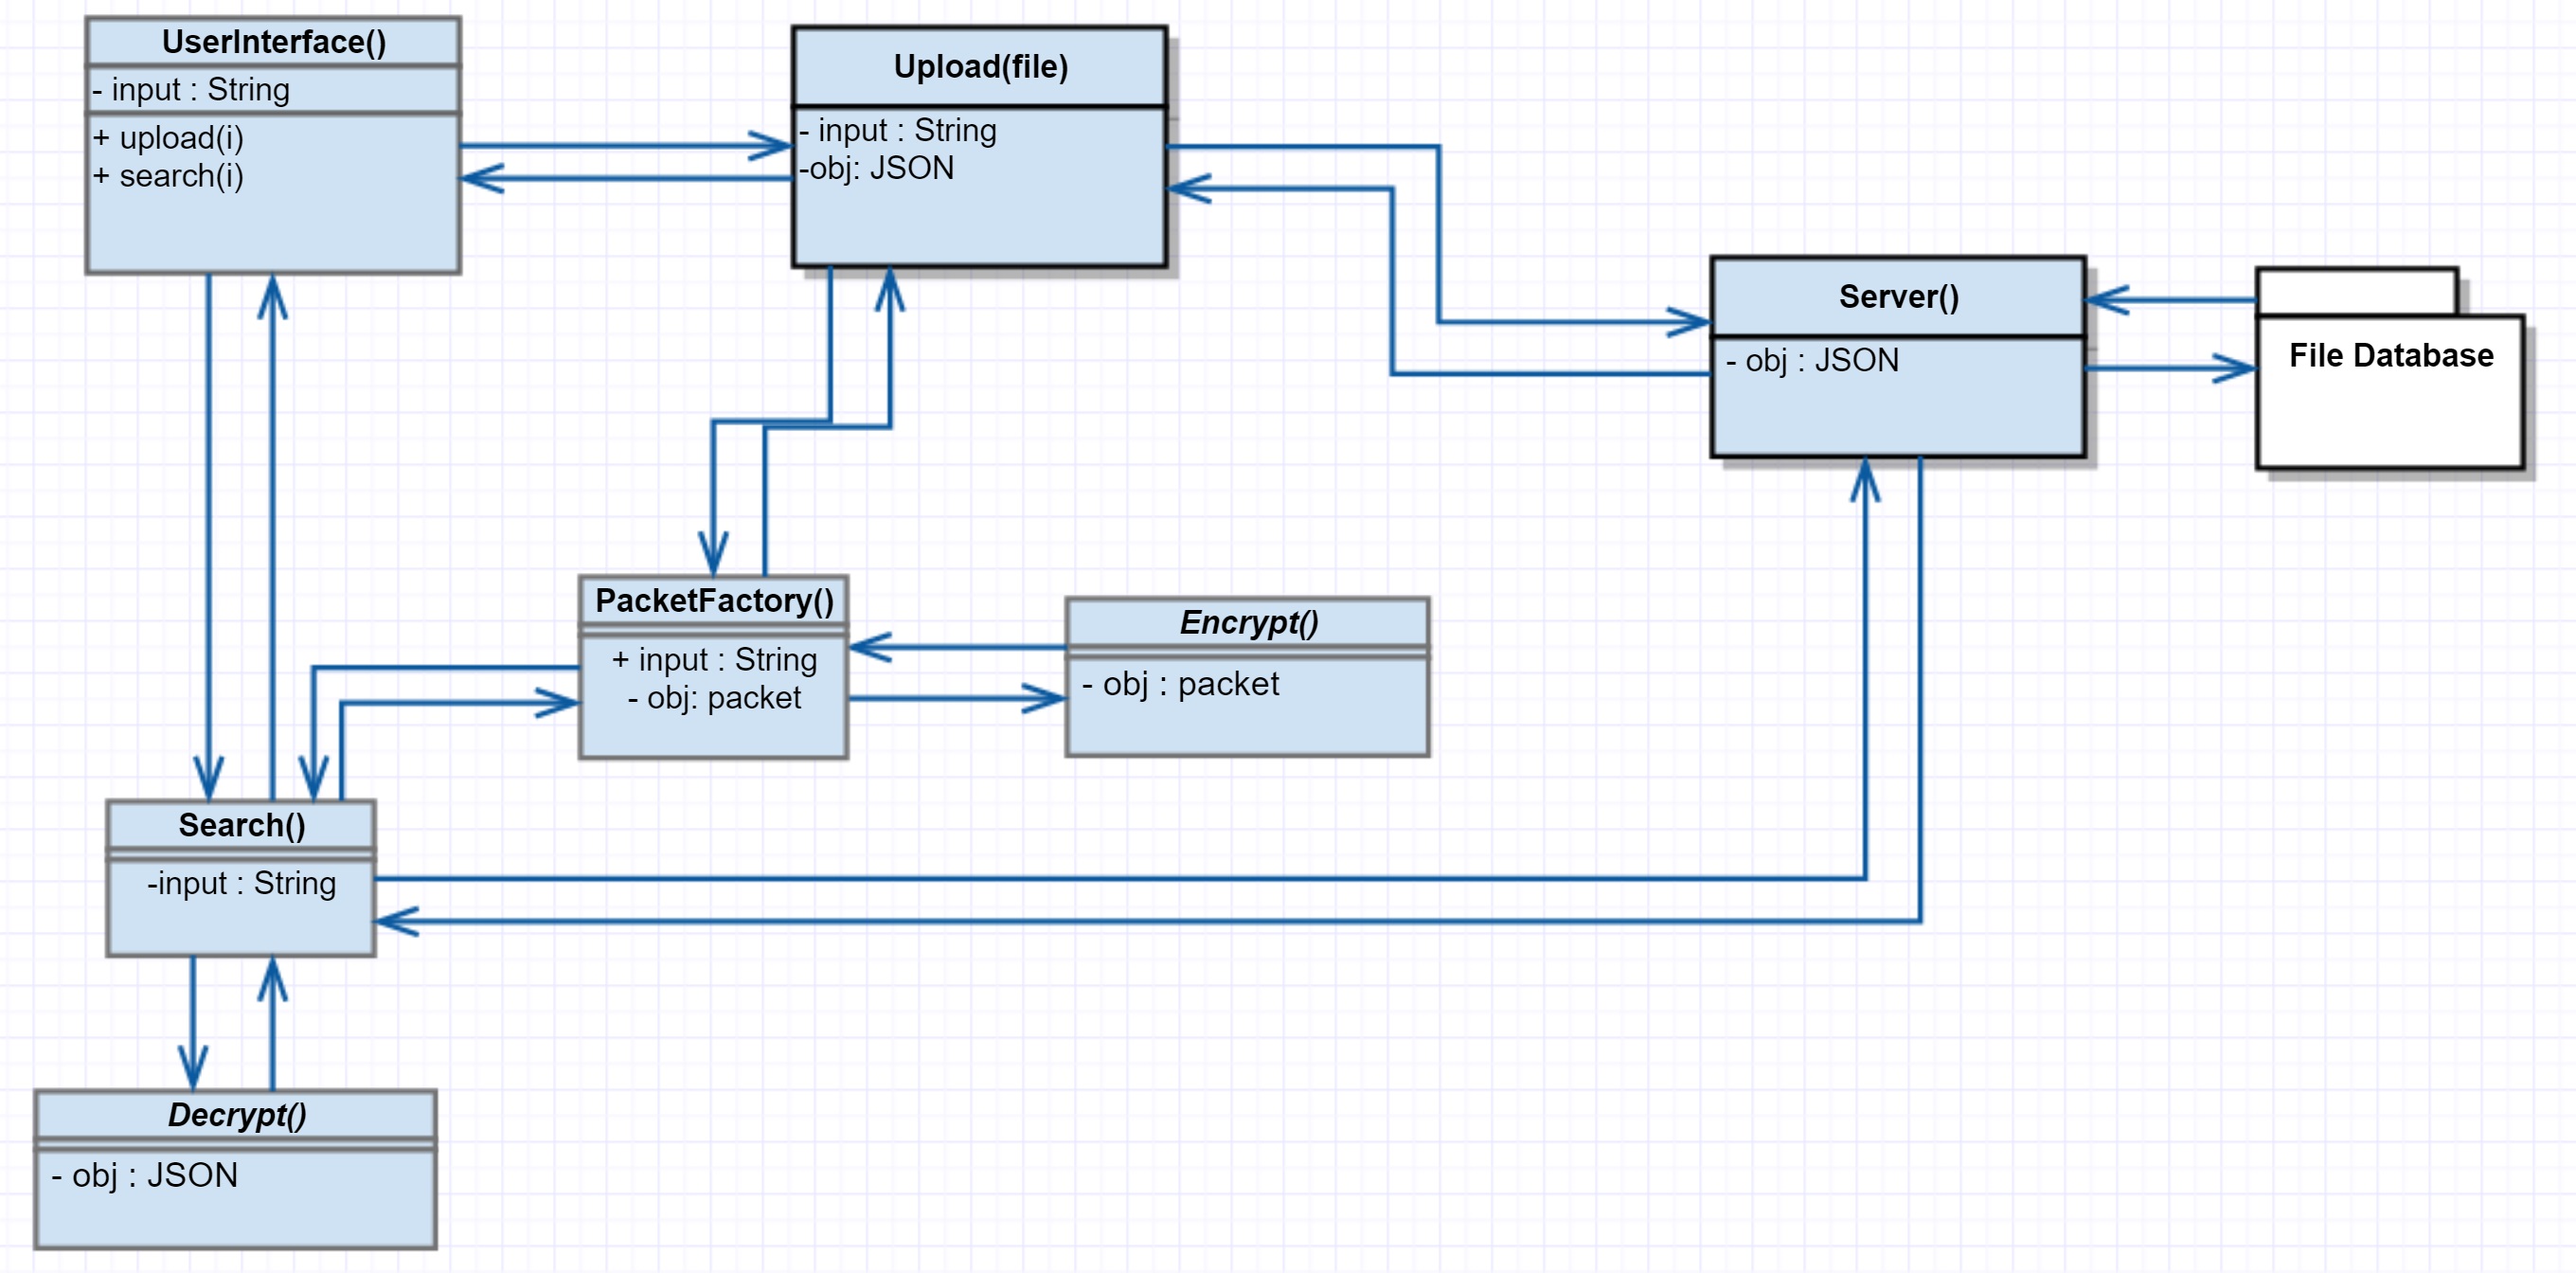 UserInterface()
- input : String
+ upload(i)
+ search(i)
Upload(file)
- input : String
-obj: JSON
Server()
- obj : JSON
File Database
PacketFactory()
+ input : String
- obj: packet
Encrypt()
- obj : packet
Search()
-input : String
Decrypt()
- obj : JSON